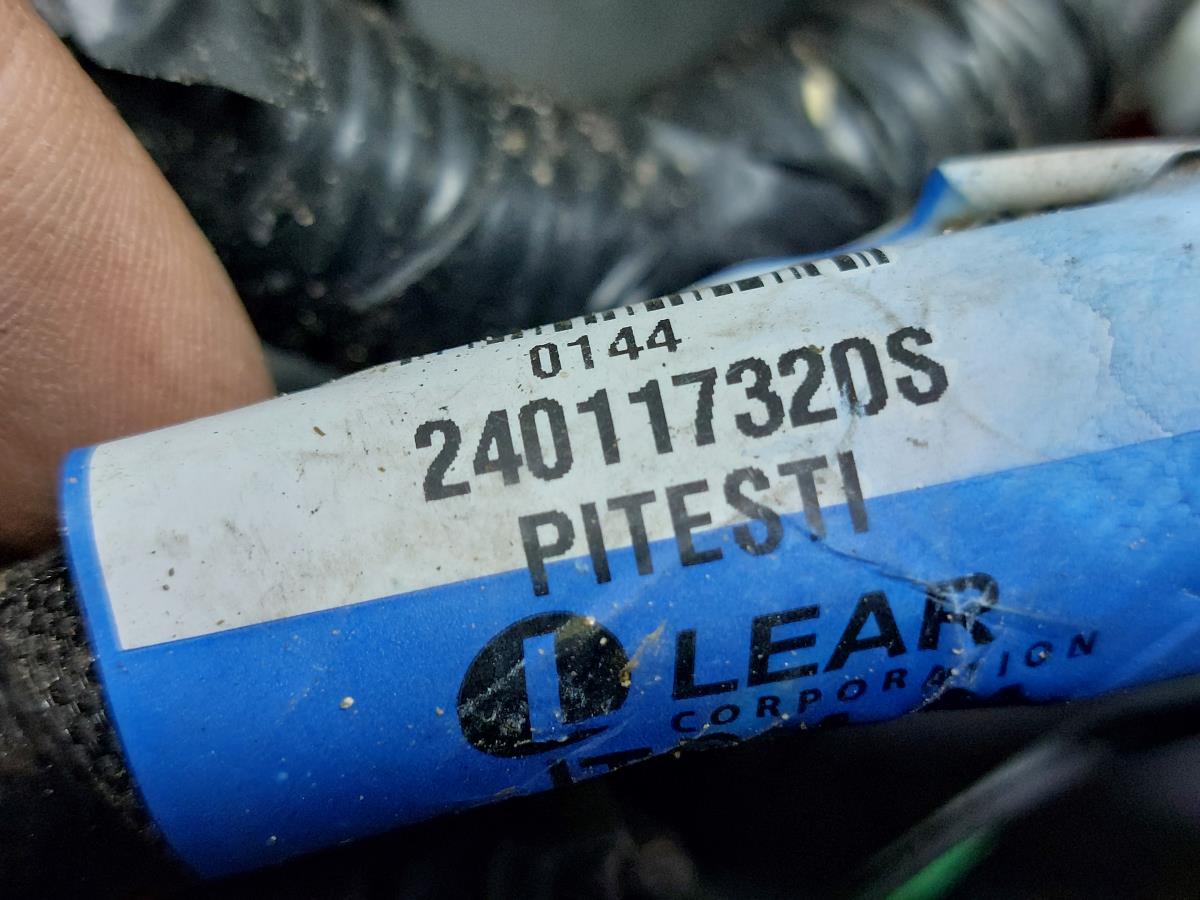 0144
240117320S
PITESTI
LEAR
CORPORATION